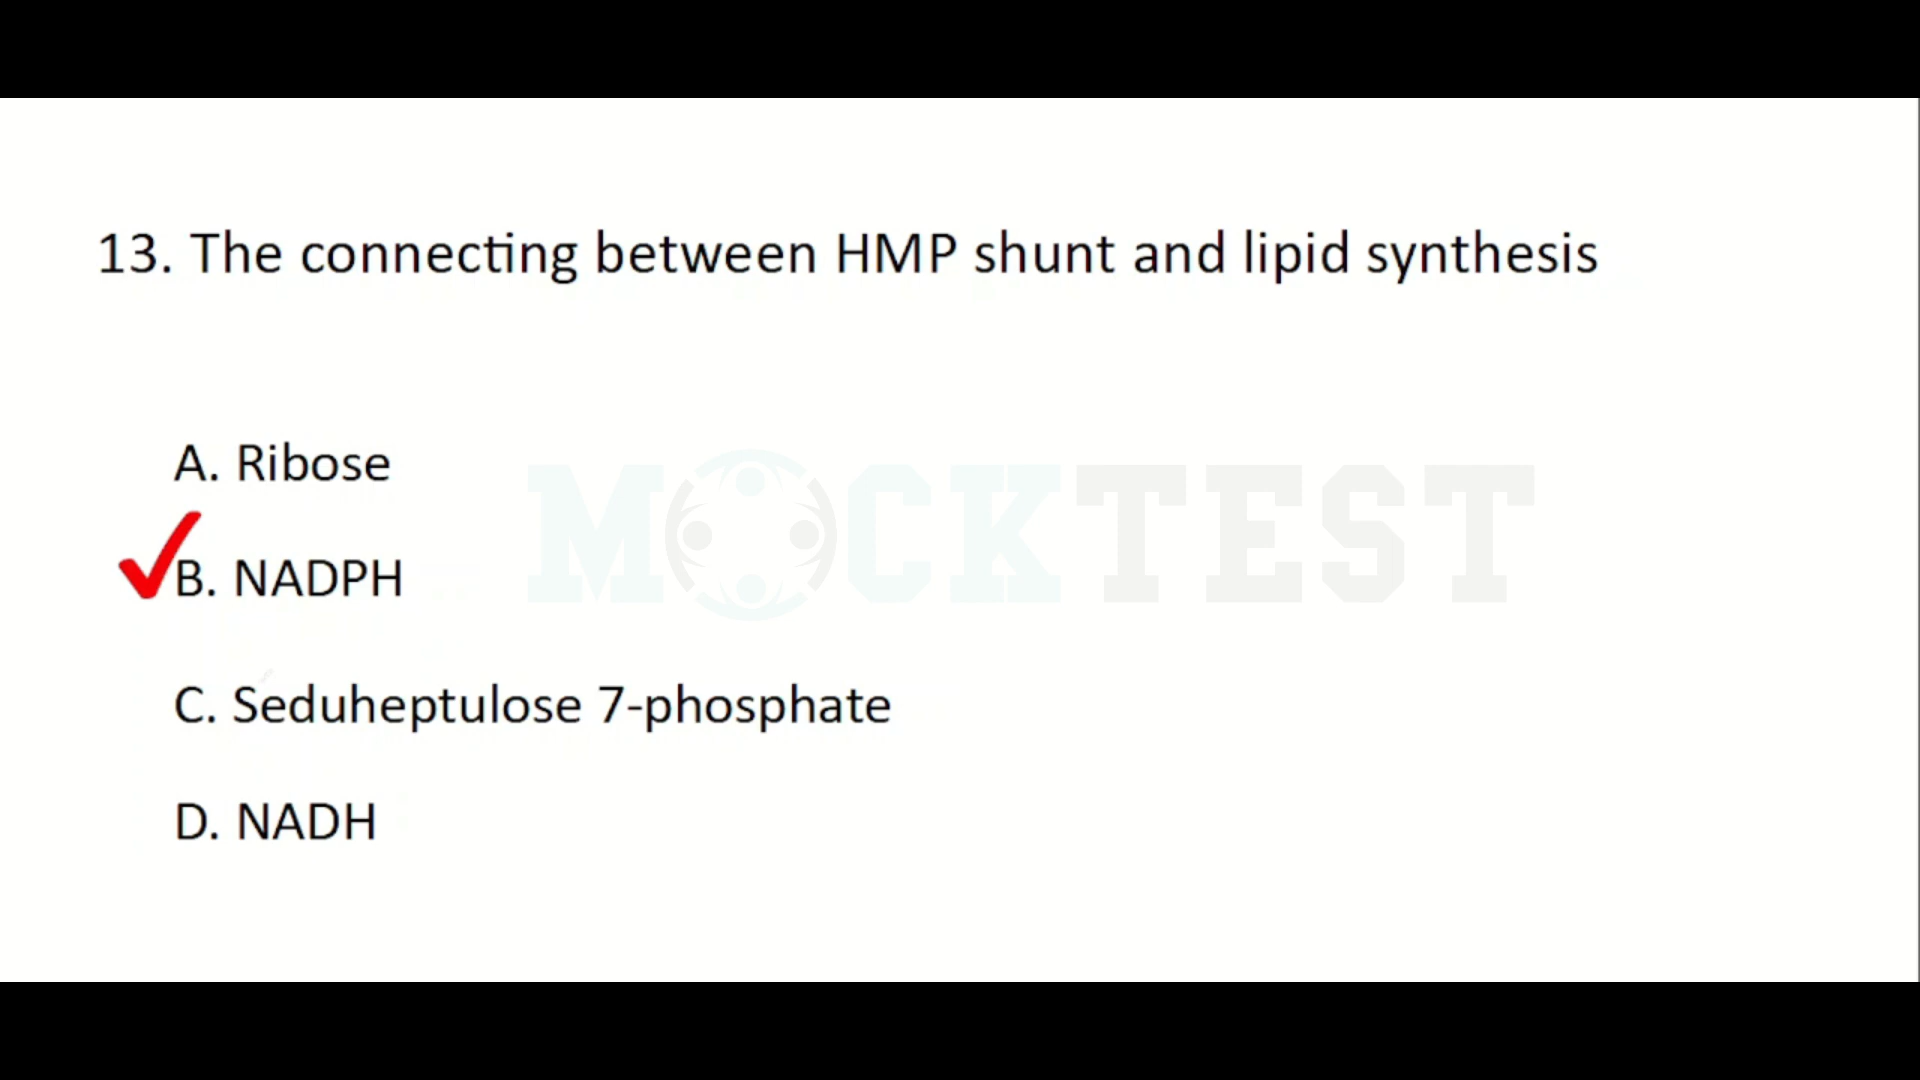 13. The connecting between HMP shunt and lipid synthesis
A. Ribose
MOCKTEST
B. NADPH
C. Seduheptulose 7-phosphate
D. NADH